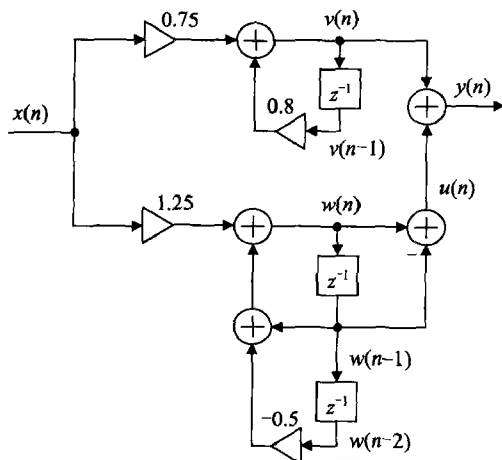 0.75
v(n)
z⁻¹
0.8
v(n-1)
y(n)
x(n)
u(n)
1.25
w(n)
−
z⁻¹
w(n-1)
z⁻¹
-0.5
w(n-2)